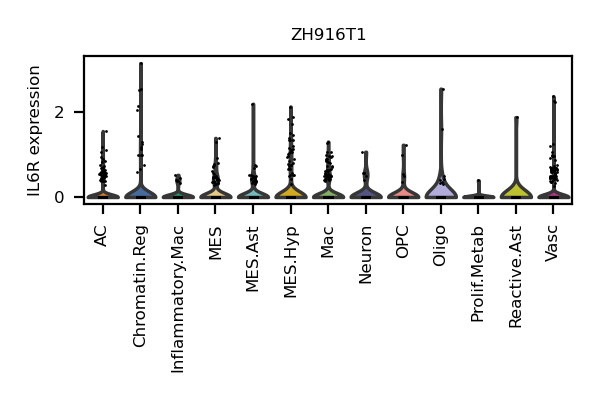 ZH916T1
IL6R expression
2
0
AC
Chromatin.Reg
Inflammatory.Mac
MES
MES.Ast
MES.Hyp
Mac
Neuron
OPC
Oligo
Prolif.Metab
Reactive.Ast
Vasc